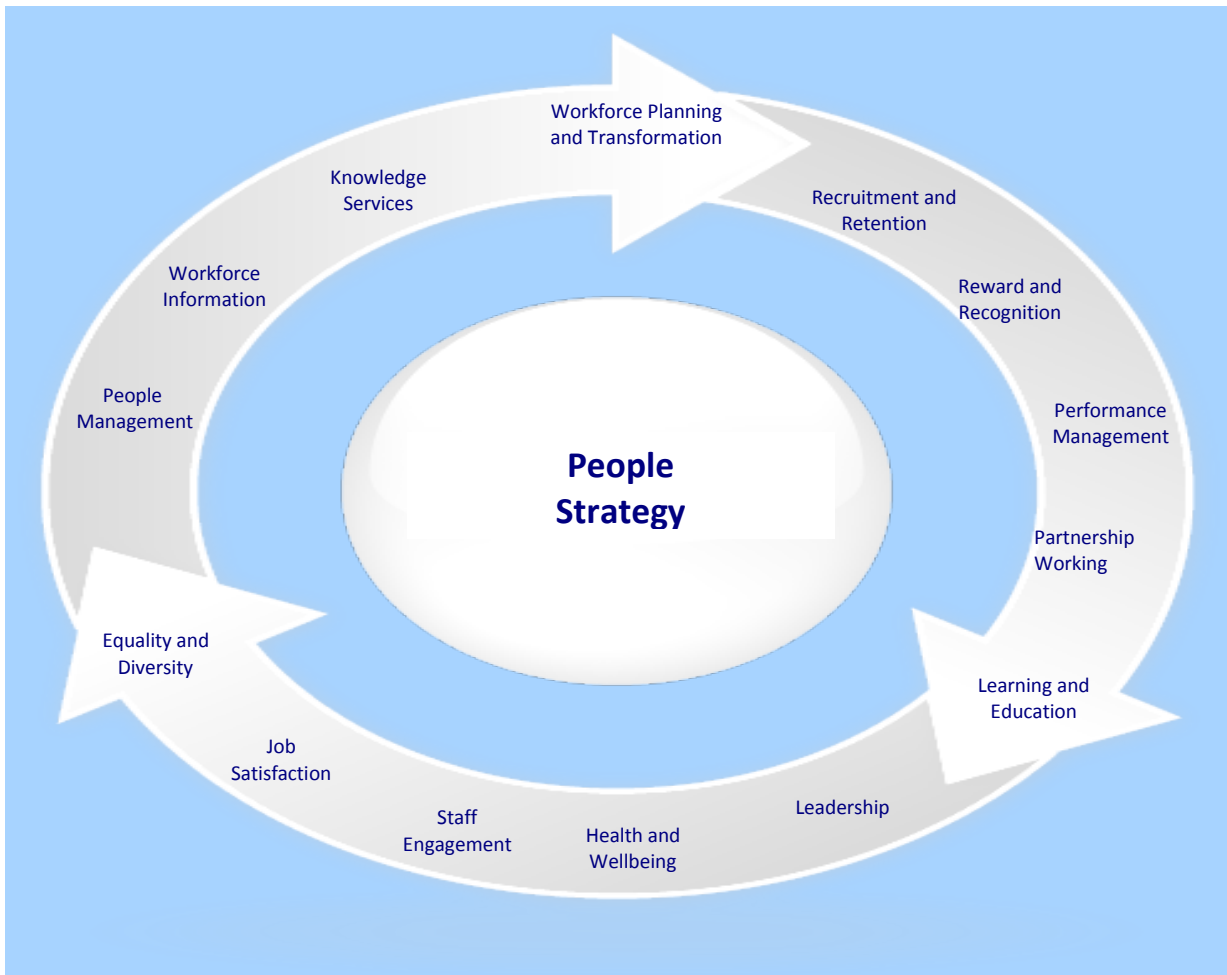 Workforce Planning
and Transformation
Knowledge
Services
Recruitment and
Retention
Workforce
Information
Reward and
Recognition
People
Management
Performance
Management
People
Strategy
Partnership
Working
Equality and
Diversity
Learning and
Education
Job
Satisfaction
Leadership
Staff
Engagement
Health and
Wellbeing